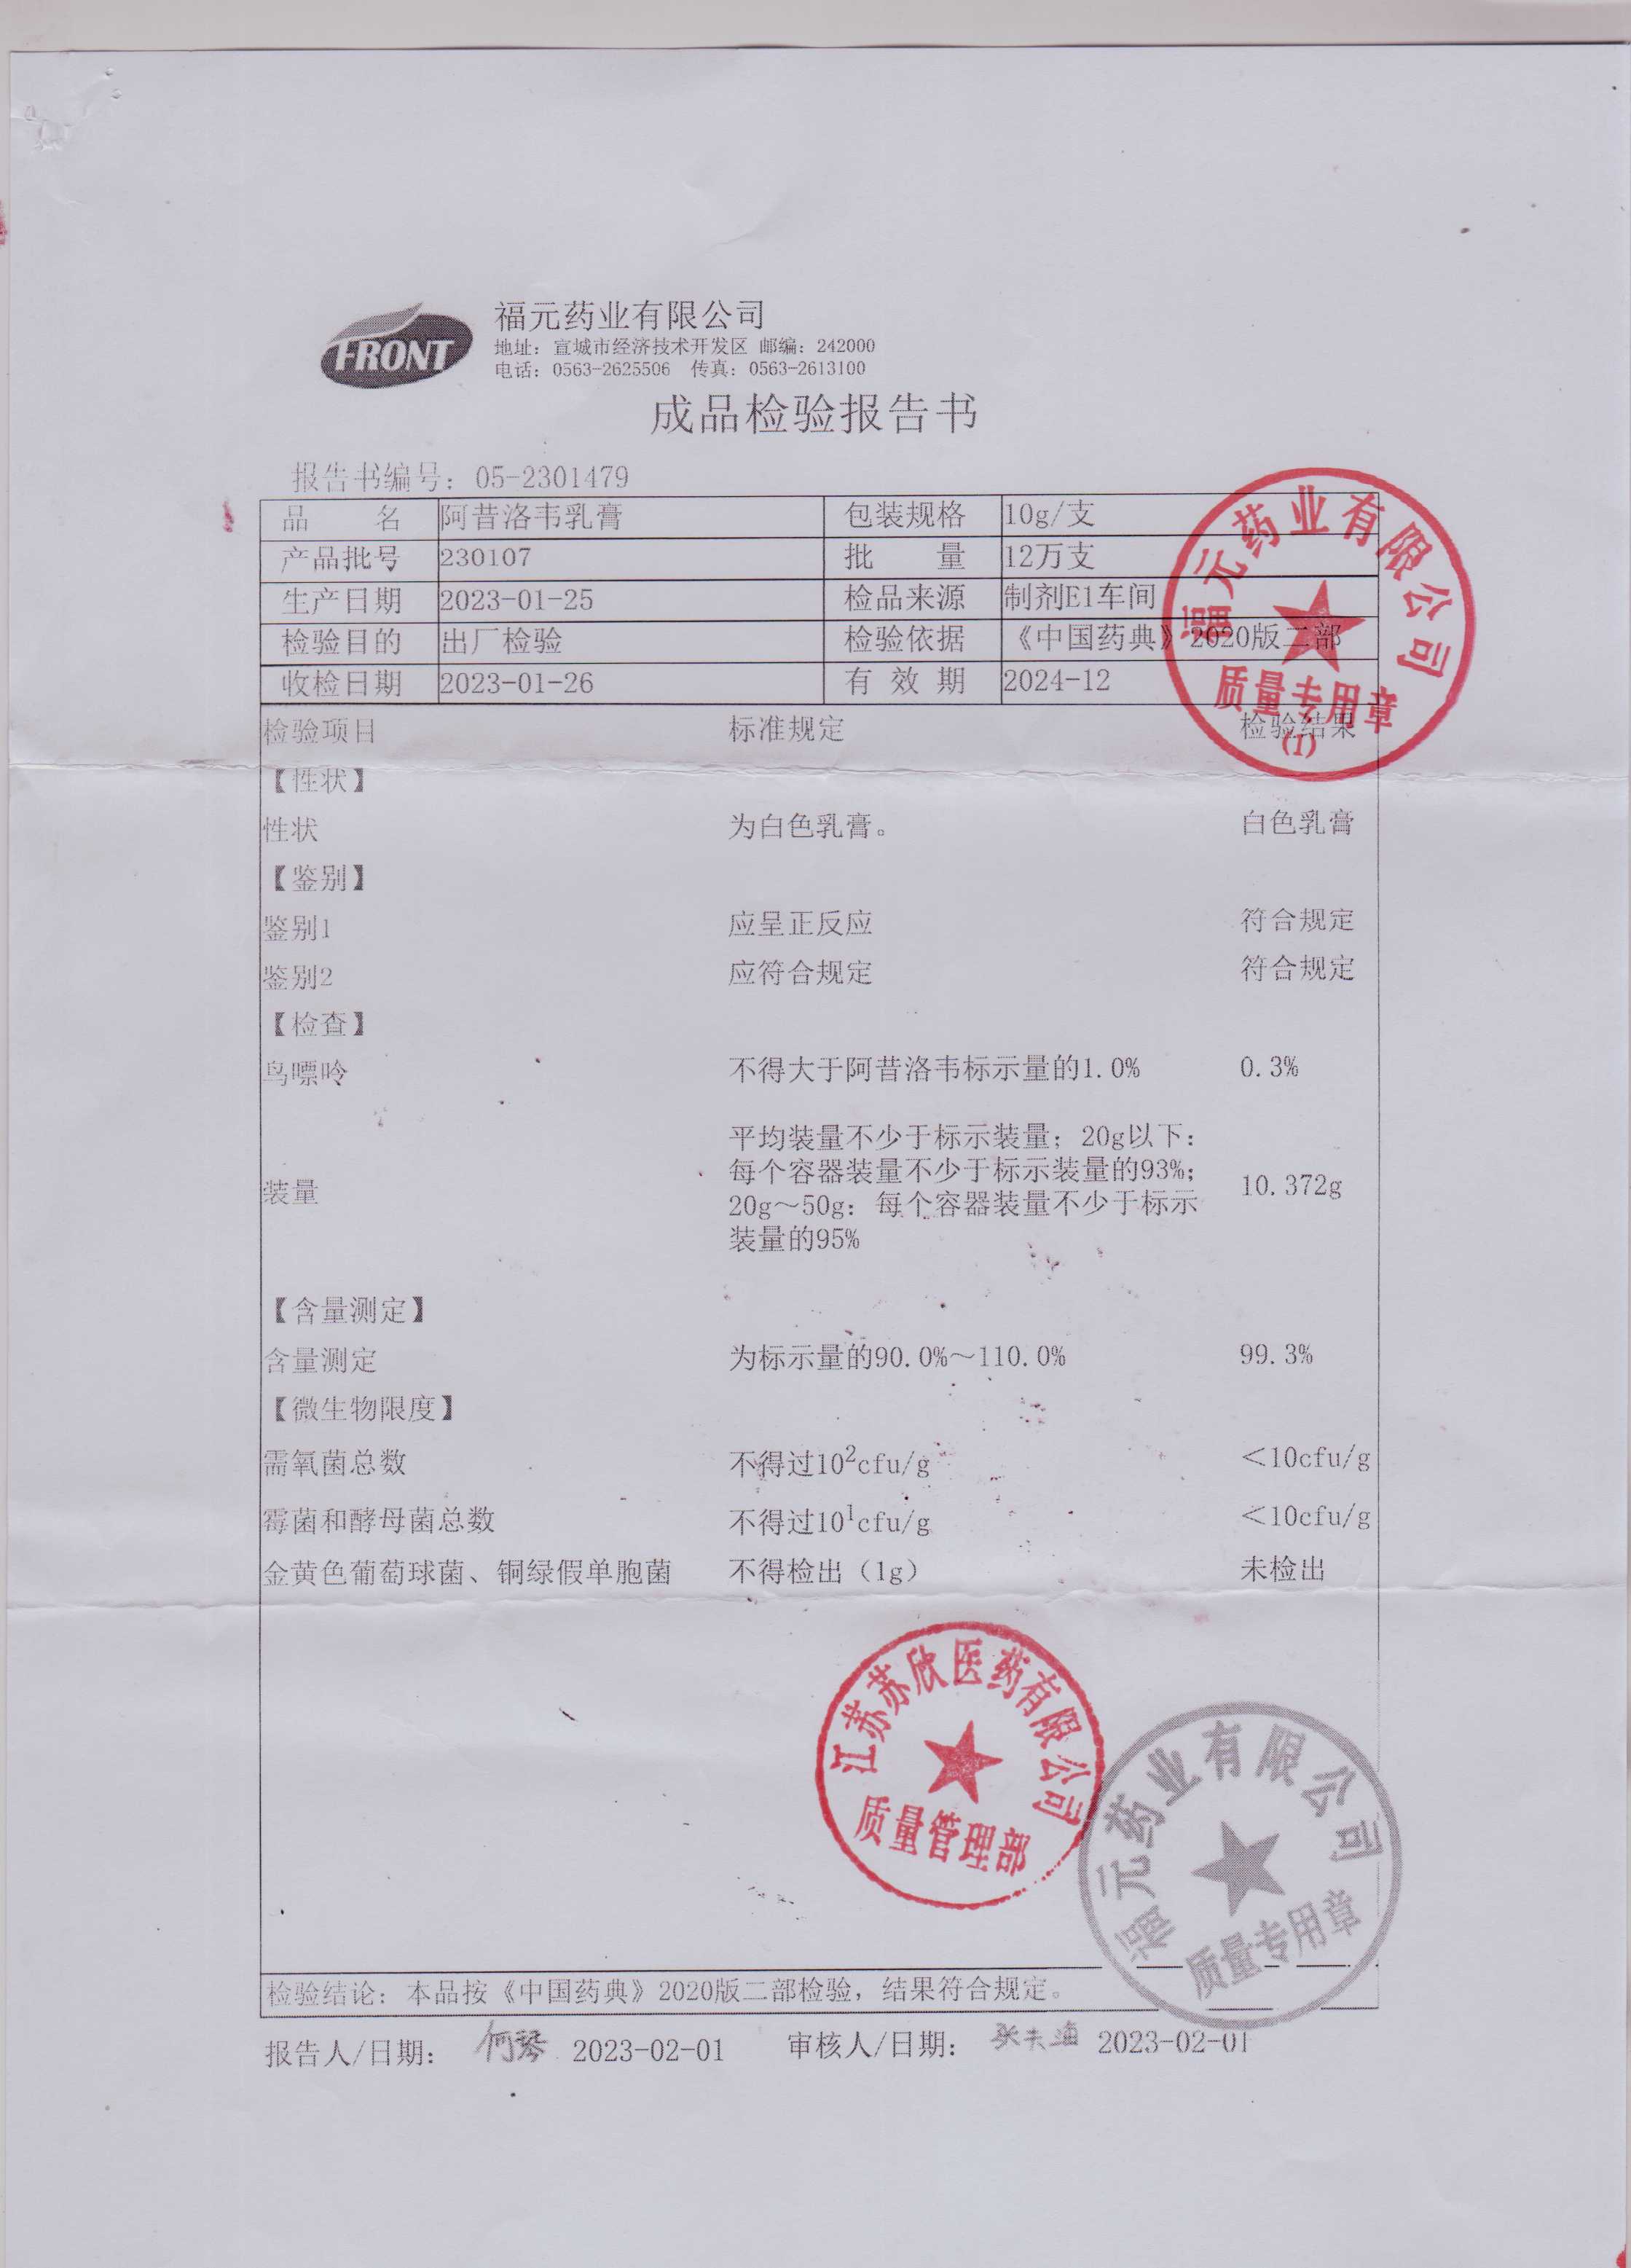 FRONT
福元药业有限公司
地址：宣城市经济技术开发区 邮编：242000
电话：0563-2625506 传真：0563-2613100
成品检验报告书
报告书编号：05-2301479
品 名 阿昔洛韦乳膏 包装规格 10g/支
产品批号 230107 批 量 12万支
生产日期 2023-01-25 检品来源 制剂E1车间
检验目的 出厂检验 检验依据 《中国药典》2020版二部
收检日期 2023-01-26 有 效 期 2024-12
福元药业有限公司
质量专用章
(1)
检验项目 标准规定 检验结果
【性状】
性状 为白色乳膏。 白色乳膏
【鉴别】
鉴别1 应呈正反应 符合规定
鉴别2 应符合规定 符合规定
【检查】
鸟嘌呤 不得大于阿昔洛韦标示量的1.0% 0.3%
平均装量不少于标示装量；20g以下：
每个容器装量不少于标示装量的93%；
装量 10.372g
20g～50g：每个容器装量不少于标示
装量的95%
【含量测定】
含量测定 为标示量的90.0%～110.0% 99.3%
【微生物限度】
需氧菌总数 不得过10²cfu/g ＜10cfu/g
霉菌和酵母菌总数 不得过10¹cfu/g ＜10cfu/g
金黄色葡萄球菌、铜绿假单胞菌 不得检出（1g） 未检出
江苏苏欣医药有限公司
质量管理部
福元药业有限公司
质量专用章
检验结论：本品按《中国药典》2020版二部检验，结果符合规定。
报告人/日期： 何琴 2023-02-01 审核人/日期： 2023-02-01